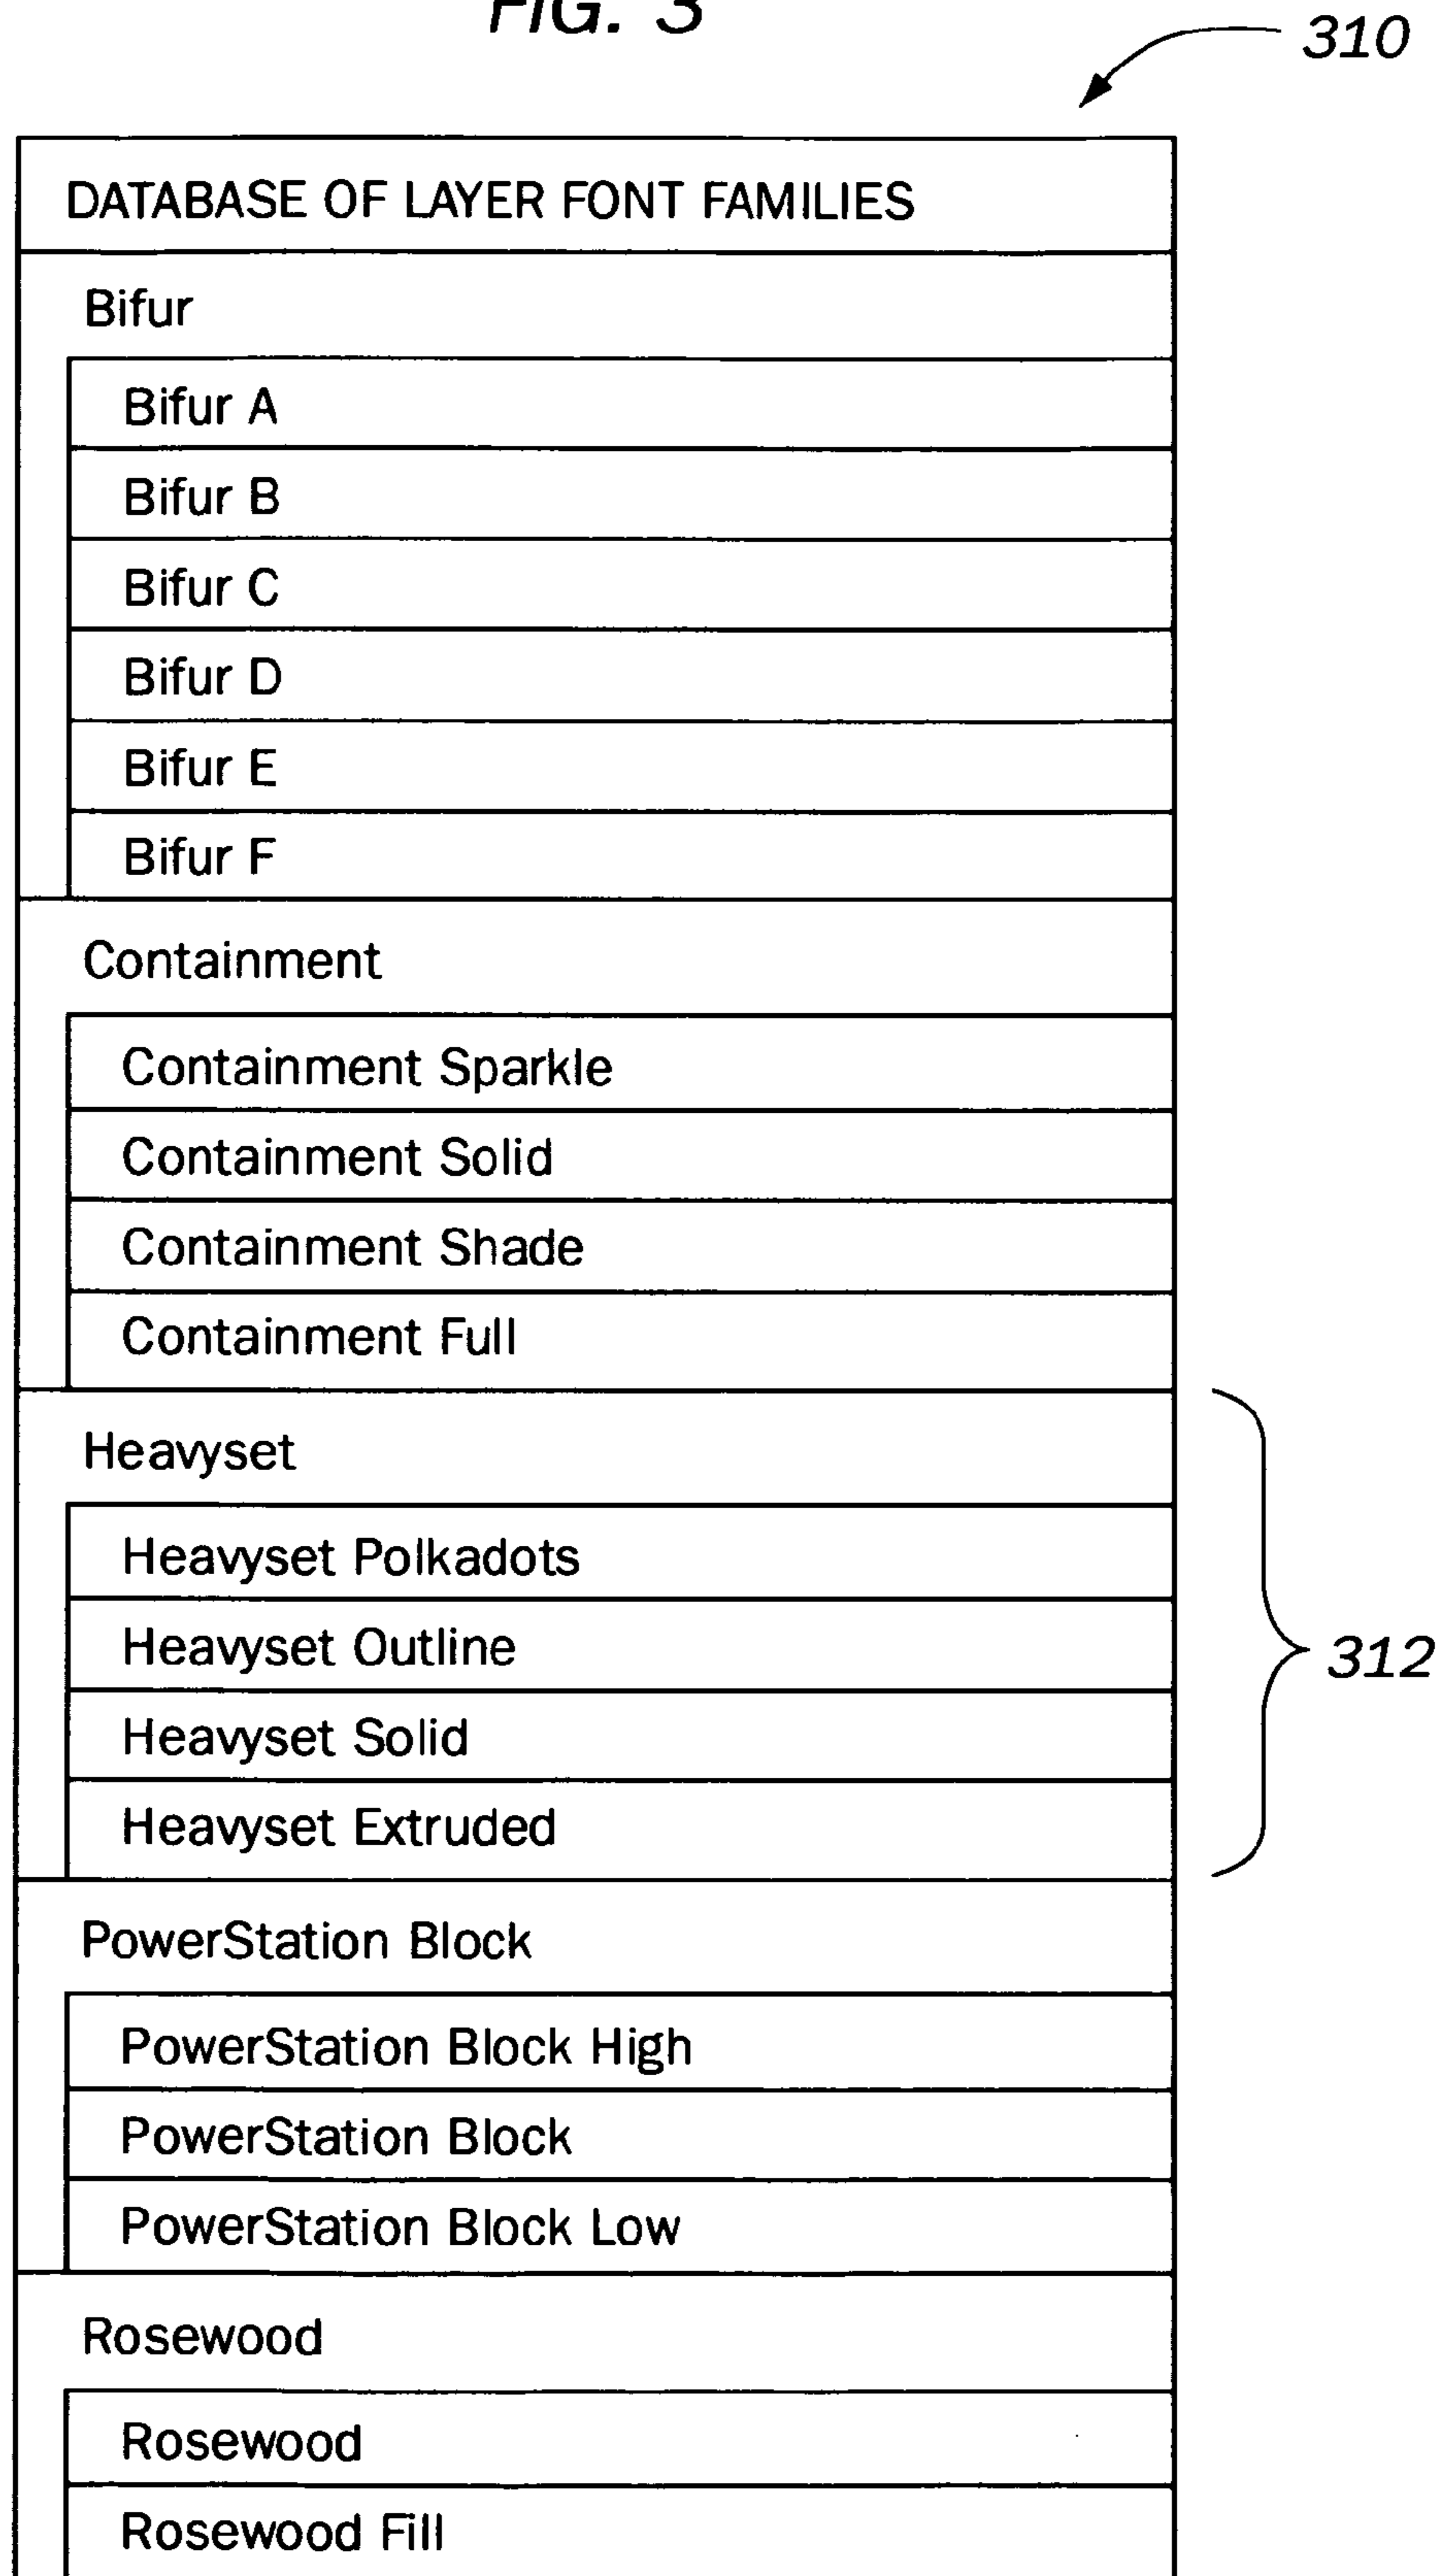 FIG. 3
310
DATABASE OF LAYER FONT FAMILIES
Bifur
Bifur A
Bifur B
Bifur C
Bifur D
Bifur E
Bifur F
Containment
Containment Sparkle
Containment Solid
Containment Shade
Containment Full
Heavyset
Heavyset Polkadots
Heavyset Outline
312
Heavyset Solid
Heavyset Extruded
PowerStation Block
PowerStation Block High
PowerStation Block
PowerStation Block Low
Rosewood
Rosewood
Rosewood Fill